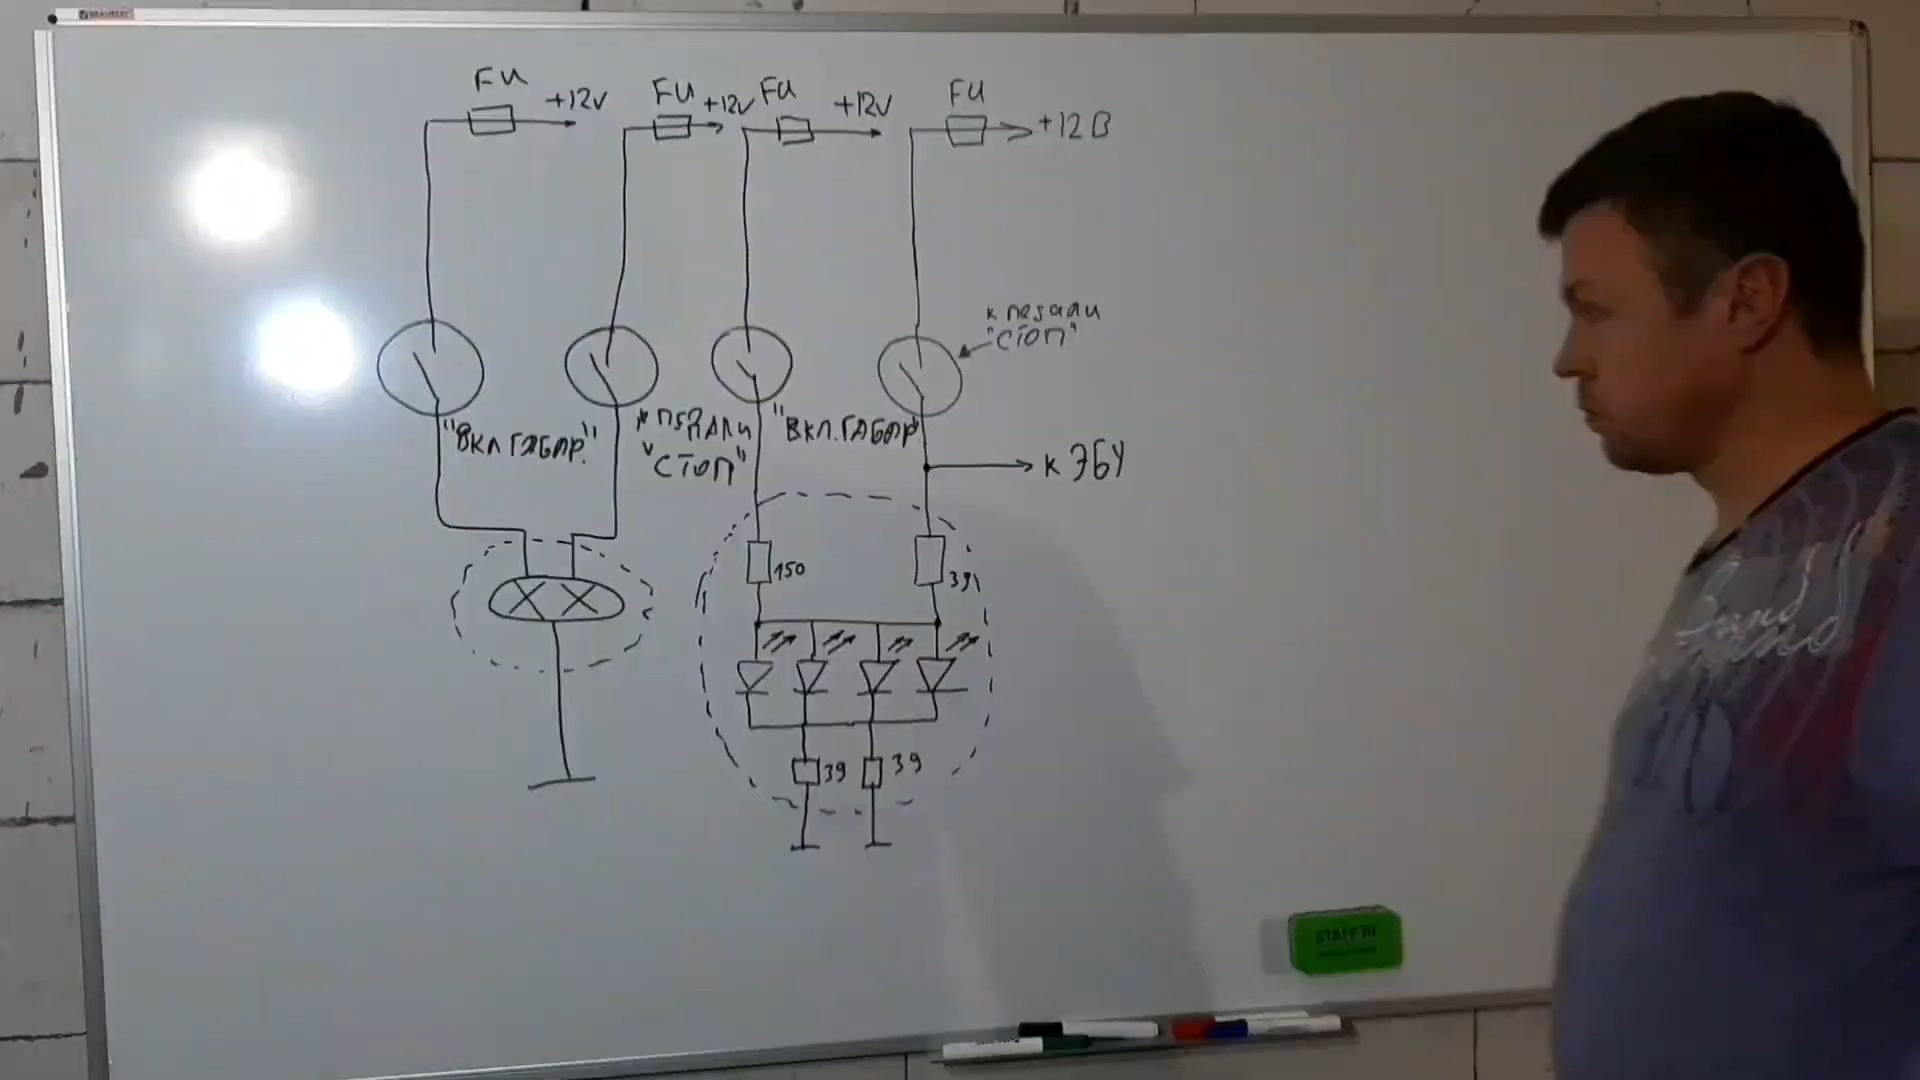 FU
+12V
FU
+12V
FU
+12V
FU
+12В
к педали
"СТОП"
"ВКЛ ГАБАР."
к ПЕДАЛИ
"СТОП"
"ВКЛ. ГАБАР"
к ЭБУ
150
39
39
39
STAFF